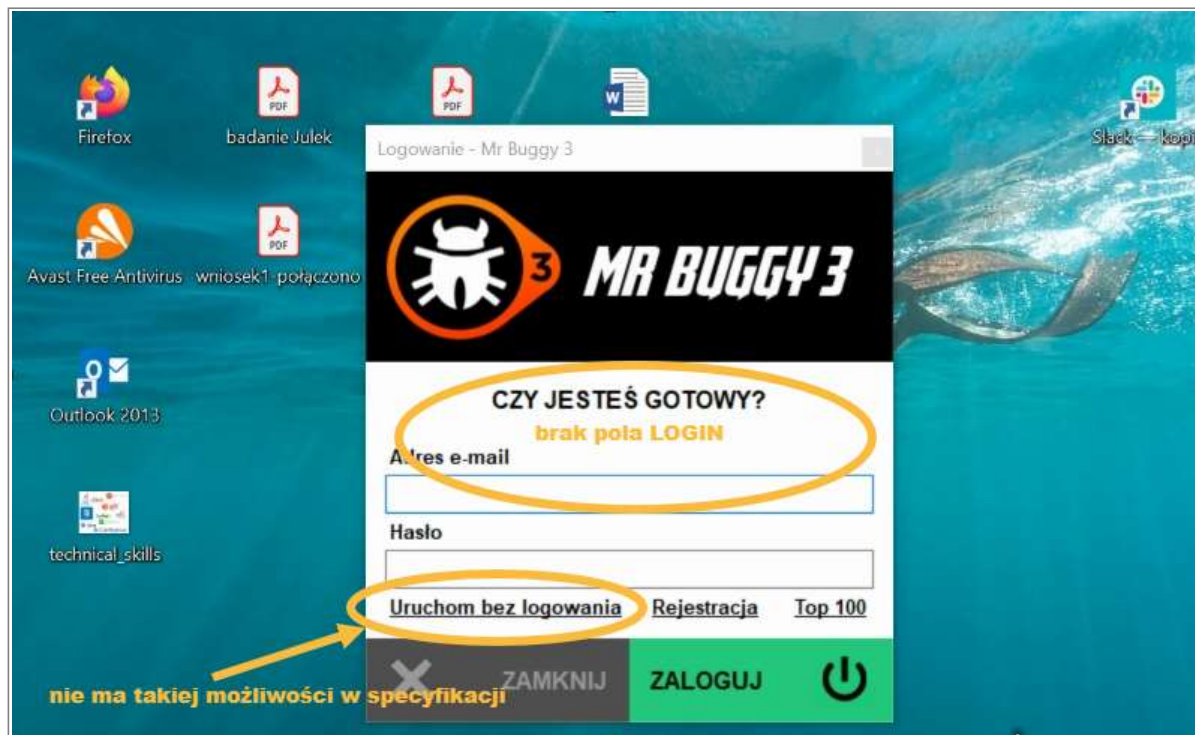 Firefox
badanie Julek
Slack — kopi
Logowanie - Mr Buggy 3
Avast Free Antivirus
wniosek1-połączono
3
MR BUGGY 3
Outlook 2013
CZY JESTEŚ GOTOWY?
brak pola LOGIN
Adres e-mail
Hasło
technical_skills
Uruchom bez logowania
Rejestracja
Top 100
nie ma takiej możliwości w specyfikacji
ZAMKNIJ
ZALOGUJ